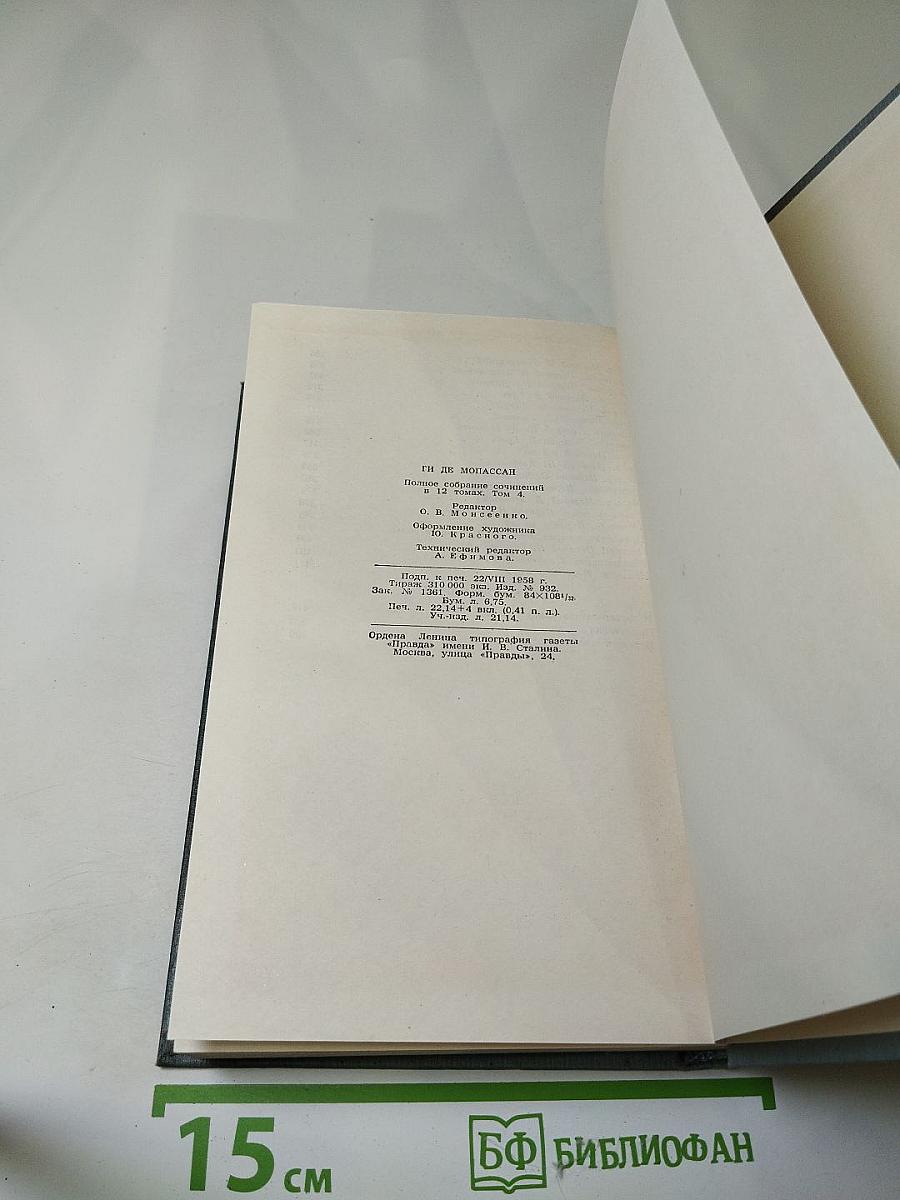 ГИ ДЕ МОПАССАН
Полное собрание сочинений
в 12 томах. Том 4.
Редактор
О. В. Моисеенко.
Оформление художника
Ю. Красного.
Технический редактор
А. Ефимова.
Подп. к печ. 22/VIII 1958 г.
Тираж 310 000 экз. Изд. № 932.
Зак. № 1361. Форм. бум. 84×108¹/₃₂.
Бум. л. 6,75.
Печ. л. 22,14+4 вкл. (0,41 п. л.).
Уч.-изд. л. 21,14.
Ордена Ленина типография газеты
«Правда» имени И. В. Сталина.
Москва, улица «Правды», 24.
15 см
БФ БИБЛИОФАН